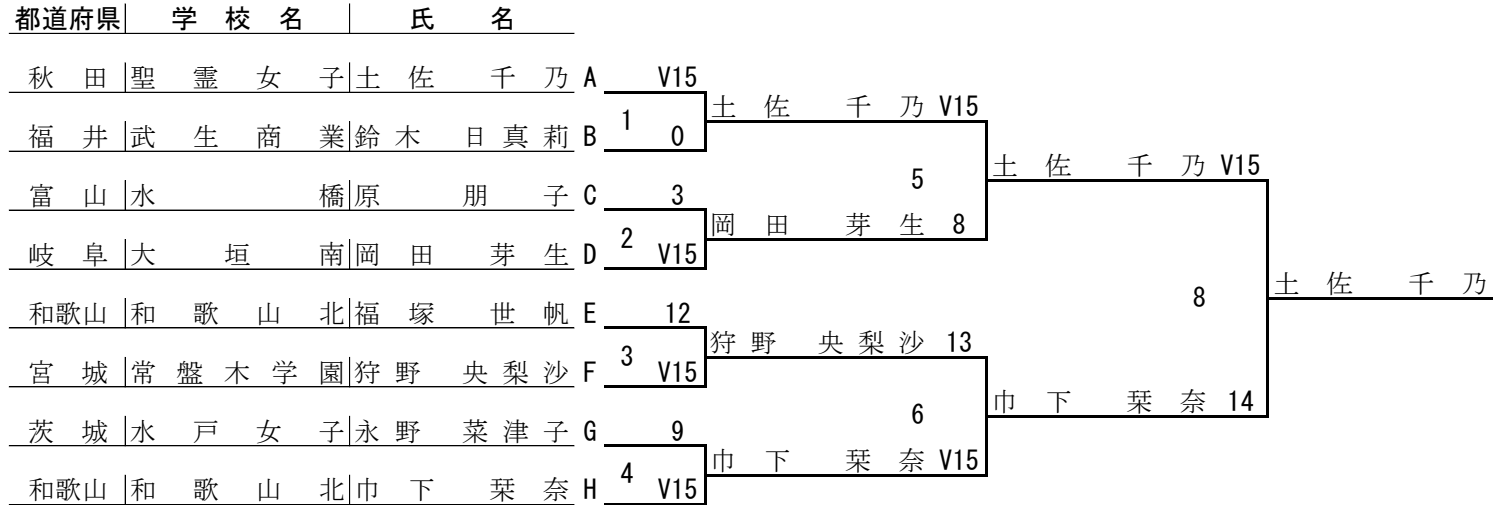 都道府県 学校名 氏名
秋田 聖霊女子 土佐千乃 A V15
土佐千乃 V15
1
福井 武生商業 鈴木日真莉 B 0
土佐千乃 V15
5
富山 水橋 原朋子 C 3
岡田芽生 8
2
岐阜 大垣南 岡田芽生 D V15
土佐千乃
8
和歌山 和歌山北 福塚世帆 E 12
狩野央梨沙 13
3
宮城 常盤木学園 狩野央梨沙 F V15
巾下栞奈 14
6
茨城 水戸女子 永野菜津子 G 9
巾下栞奈 V15
4
和歌山 和歌山北 巾下栞奈 H V15